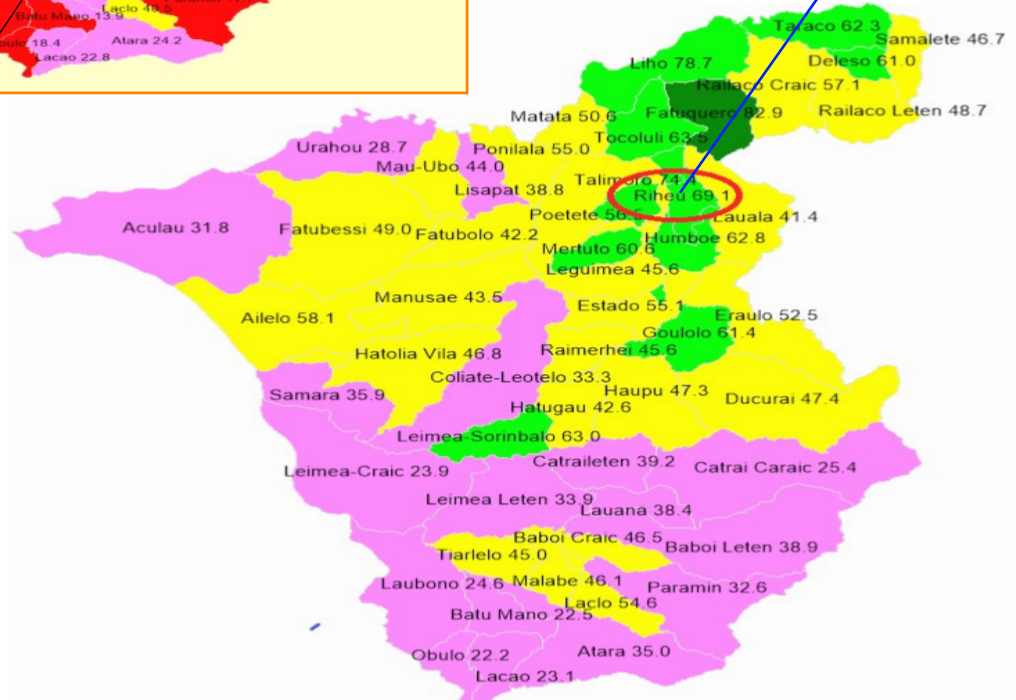 Laclo 49.5
Batu Mano 13.9
Atara 24.2
18.4
Lacao 22.8
Taraco 62.3
Samalete 46.7
Deleso 61.0
Liho 78.7
Railaco Craic 57.1
Fatuquero 82.9
Railaco Leten 48.7
Matata 50.6
Tocoluli 63.5
Urahou 28.7
Ponilala 55.0
Mau-Ubo 44.0
Talimoro 74.4
Lisapat 38.8
Riheu 69.1
Poetete 56.5
Lauala 41.4
Aculau 31.8
Fatubessi 49.0
Fatubolo 42.2
Humboe 62.8
Mertuto 60.6
Leguimea 45.6
Manusae 43.5
Estado 55.1
Ailelo 58.1
Eraulo 52.5
Goulolo 61.4
Hatolia Vila 46.8
Raimerhei 45.6
Coliate-Leotelo 33.3
Samara 35.9
Haupu 47.3
Ducurai 47.4
Hatugau 42.6
Leimea-Sorinbalo 63.0
Catraileten 39.2
Catrai Caraic 25.4
Leimea-Craic 23.9
Leimea Leten 33.9
Lauana 38.4
Baboi Craic 46.5
Baboi Leten 38.9
Tiarlelo 45.0
Laubono 24.6
Malabe 46.1
Paramin 32.6
Laclo 54.6
Batu Mano 22.5
Atara 35.0
Obulo 22.2
Lacao 23.1